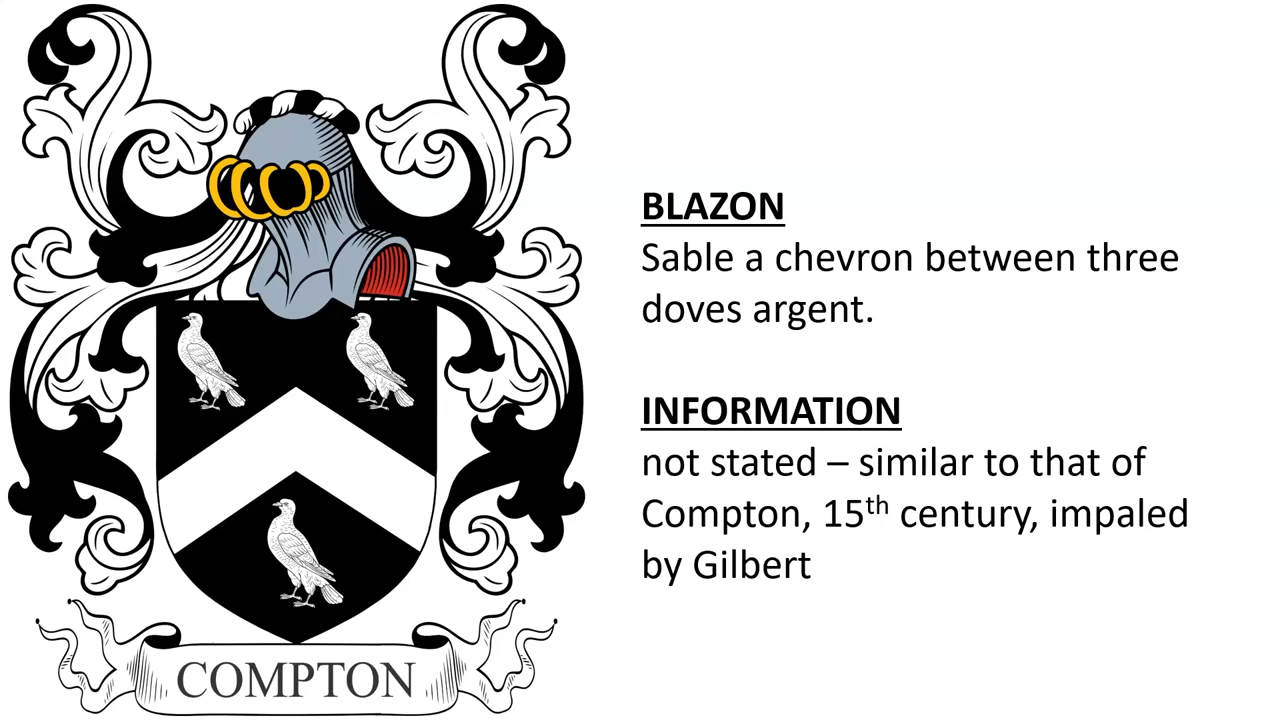 BLAZON
Sable a chevron between three
doves argent.
INFORMATION
not stated – similar to that of
Compton, 15th century, impaled
by Gilbert
COMPTON